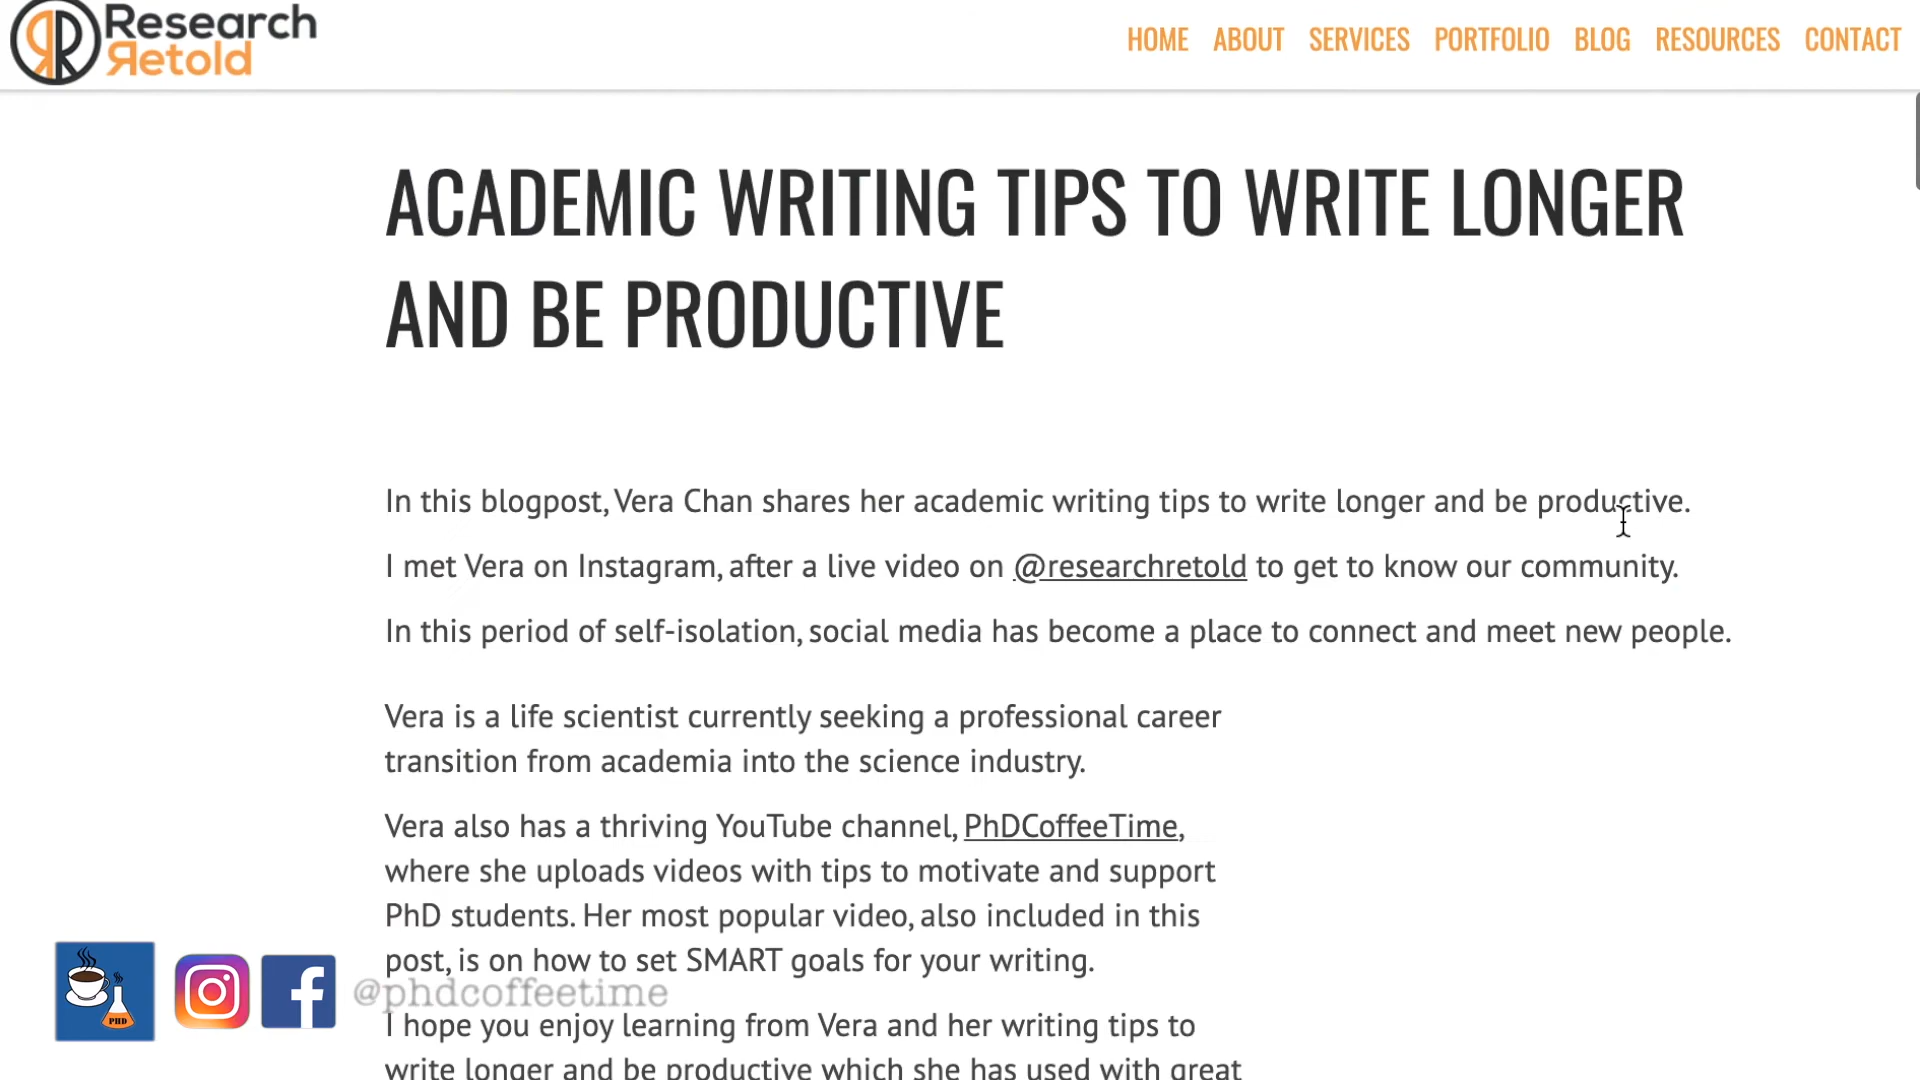 Research
Retold
HOME ABOUT SERVICES PORTFOLIO BLOG RESOURCES CONTACT
ACADEMIC WRITING TIPS TO WRITE LONGER
AND BE PRODUCTIVE
In this blogpost, Vera Chan shares her academic writing tips to write longer and be productive.
I met Vera on Instagram, after a live video on @researchretold to get to know our community.
In this period of self-isolation, social media has become a place to connect and meet new people.
Vera is a life scientist currently seeking a professional career
transition from academia into the science industry.
Vera also has a thriving YouTube channel, PhDCoffeeTime,
where she uploads videos with tips to motivate and support
PhD students. Her most popular video, also included in this
post, is on how to set SMART goals for your writing.
PHD
@phdcoffeetime
I hope you enjoy learning from Vera and her writing tips to
write longer and be productive which she has used with great